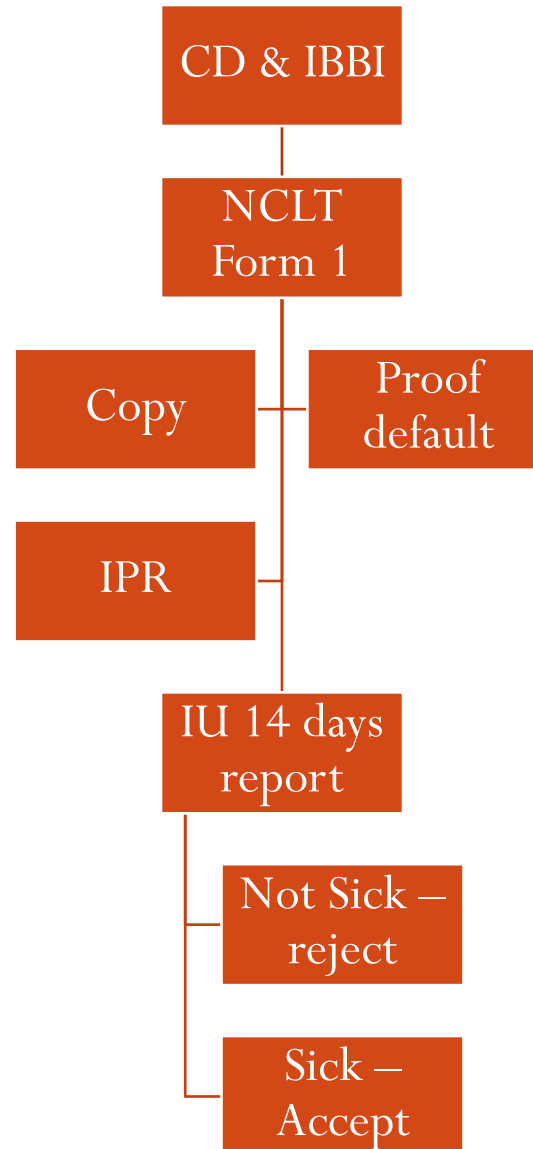 CD & IBBI
NCLT
Form 1
Copy
Proof
default
IPR
IU 14 days
report
Not Sick –
reject
Sick –
Accept